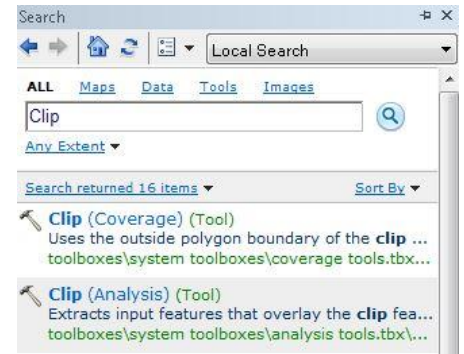 Search
Local Search
ALL Maps Data Tools Images
Clip
Any Extent
Search returned 16 items Sort By
Clip (Coverage) (Tool)
Uses the outside polygon boundary of the clip ...
toolboxes\system toolboxes\coverage tools.tbx...
Clip (Analysis) (Tool)
Extracts input features that overlay the clip fea...
toolboxes\system toolboxes\analysis tools.tbx\...